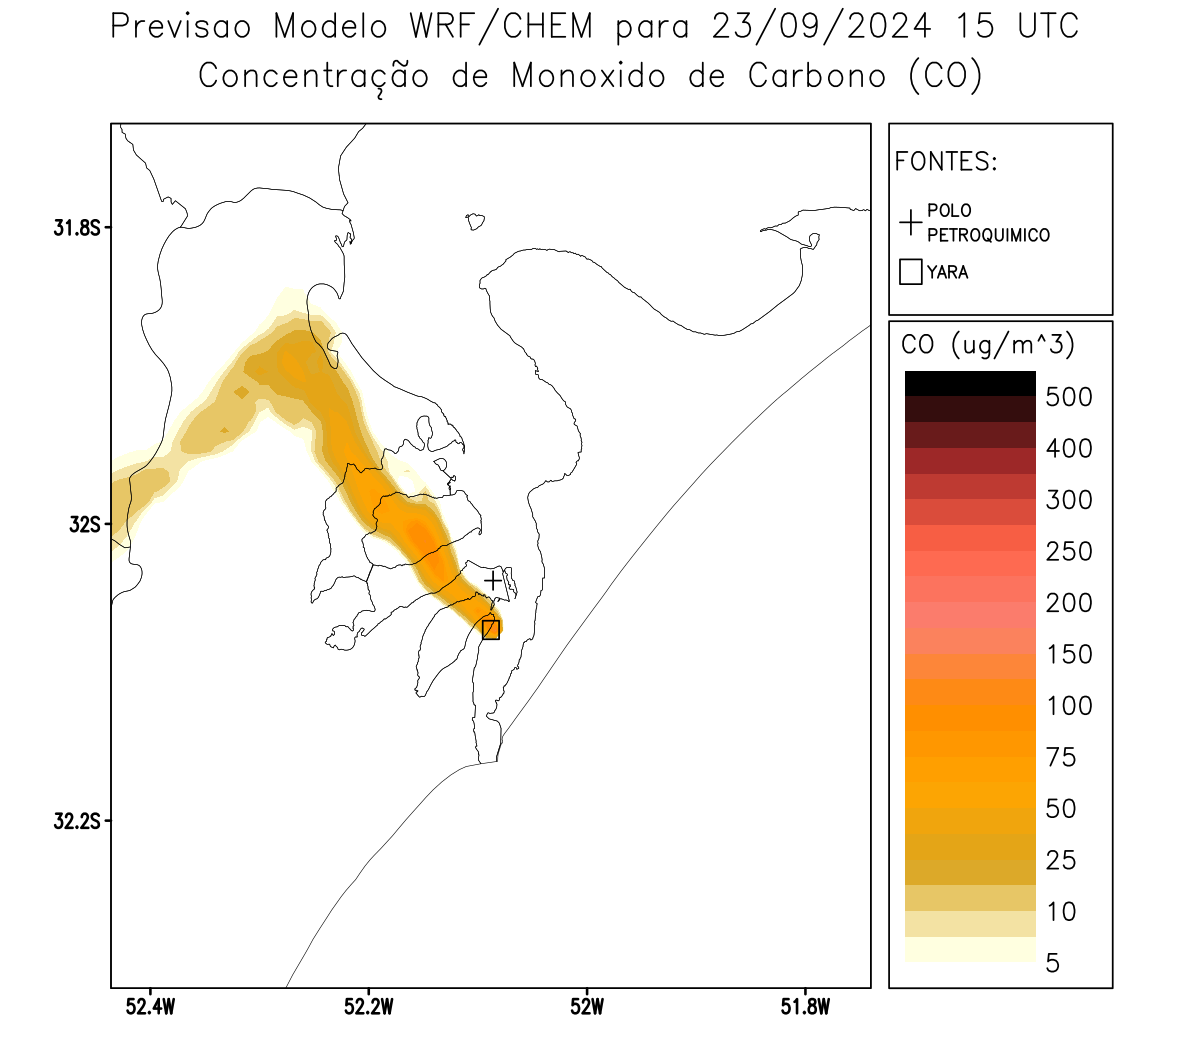 Previsao Modelo WRF/CHEM para 23/09/2024 15 UTC
Concentração de Monoxido de Carbono (CO)
FONTES:
POLO
PETROQUIMICO
YARA
CO (ug/m^3)
500
400
300
250
200
150
100
75
50
25
10
5
31.8S
32S
32.2S
52.4W
52.2W
52W
51.8W